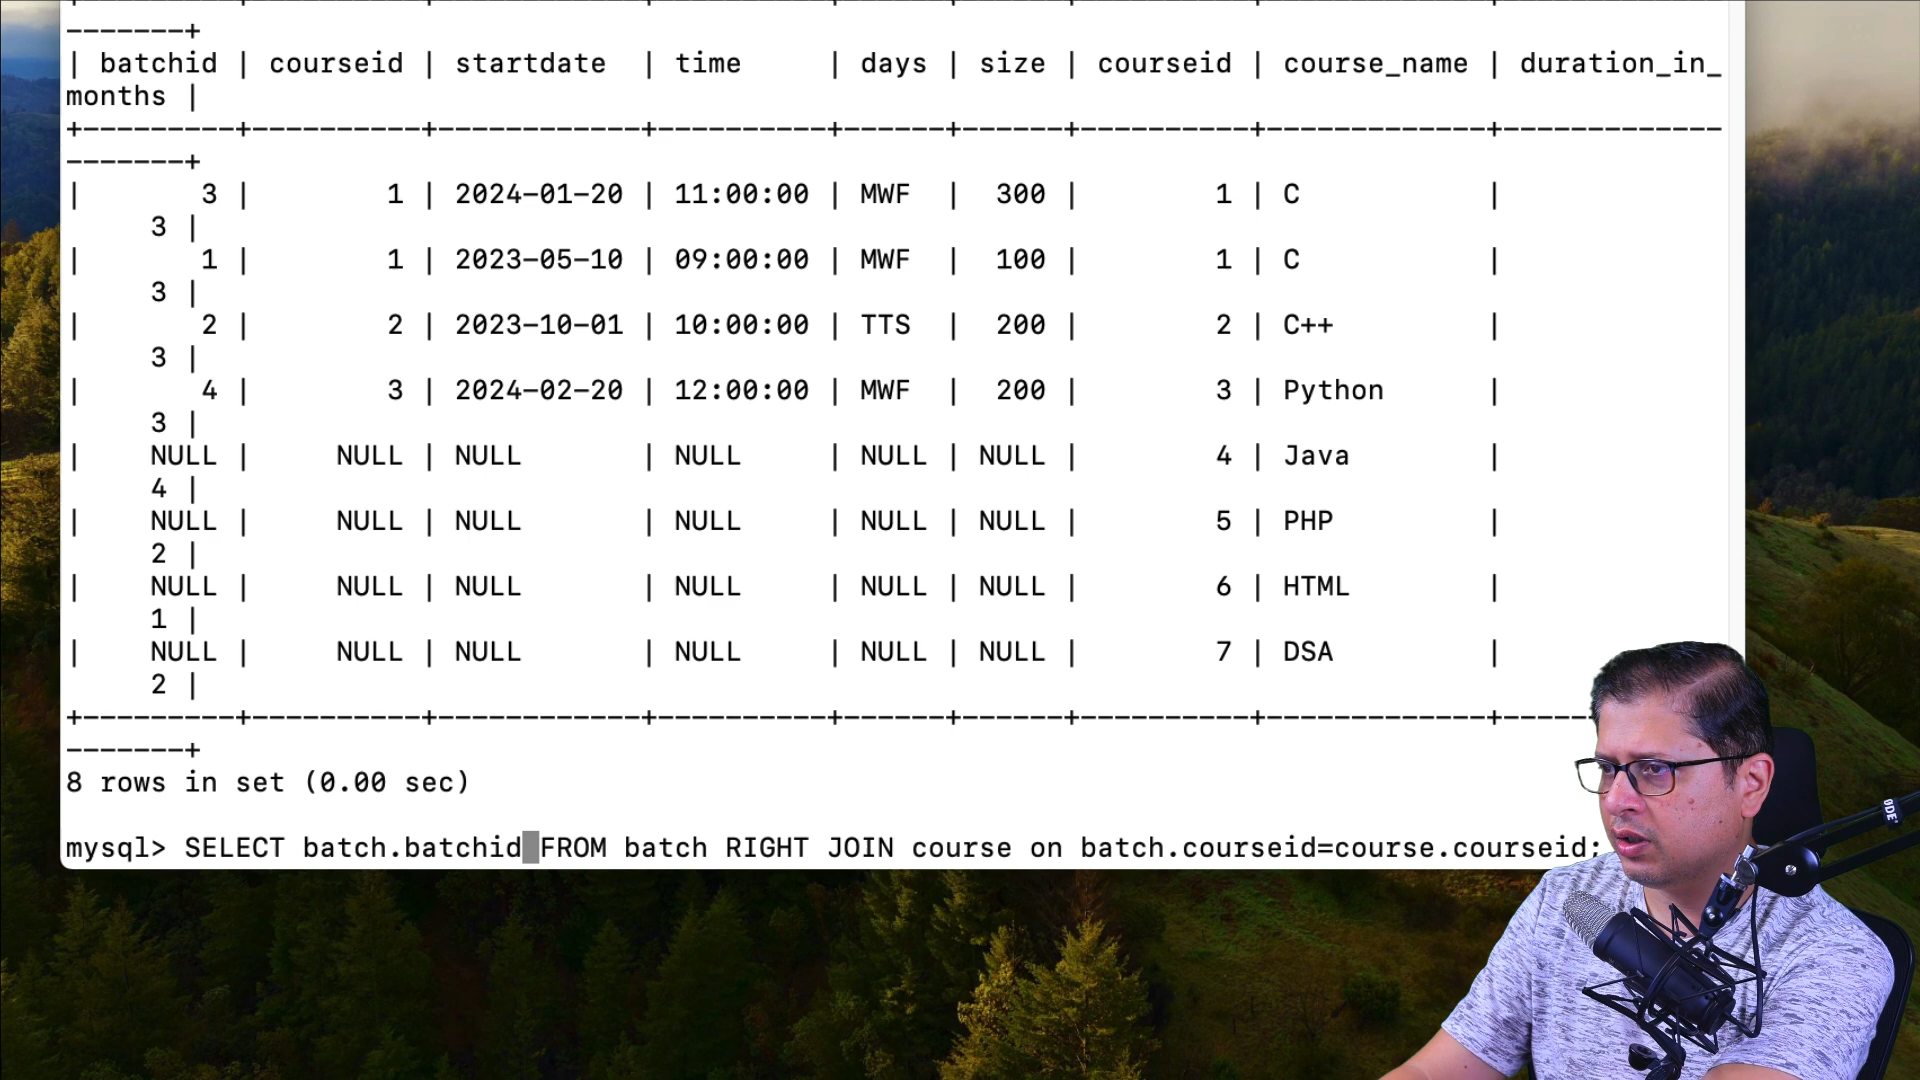 -------+
| batchid | courseid | startdate | time | days | size | courseid | course_name | duration_in_
months |
+---------+----------+------------+----------+------+------+----------+-------------+-------------
-------+
| 3 | 1 | 2024-01-20 | 11:00:00 | MWF | 300 | 1 | C |
3 |
| 1 | 1 | 2023-05-10 | 09:00:00 | MWF | 100 | 1 | C |
3 |
| 2 | 2 | 2023-10-01 | 10:00:00 | TTS | 200 | 2 | C++ |
3 |
| 4 | 3 | 2024-02-20 | 12:00:00 | MWF | 200 | 3 | Python |
3 |
| NULL | NULL | NULL | NULL | NULL | NULL | 4 | Java |
4 |
| NULL | NULL | NULL | NULL | NULL | NULL | 5 | PHP |
2 |
| NULL | NULL | NULL | NULL | NULL | NULL | 6 | HTML |
1 |
| NULL | NULL | NULL | NULL | NULL | NULL | 7 | DSA |
2 |
+---------+----------+------------+----------+------+------+----------+-------------+-----
-------+
8 rows in set (0.00 sec)
mysql> SELECT batch.batchid FROM batch RIGHT JOIN course on batch.courseid=course.courseid;
RØDE